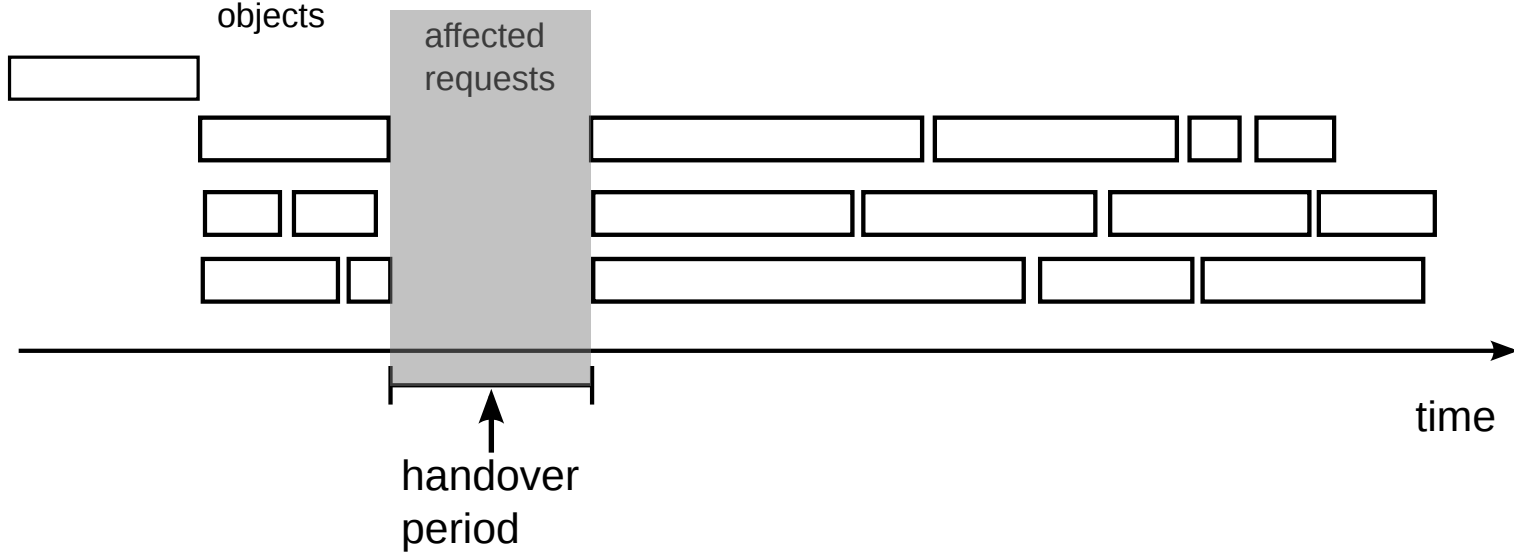 objects
affected
requests
time
handover
period